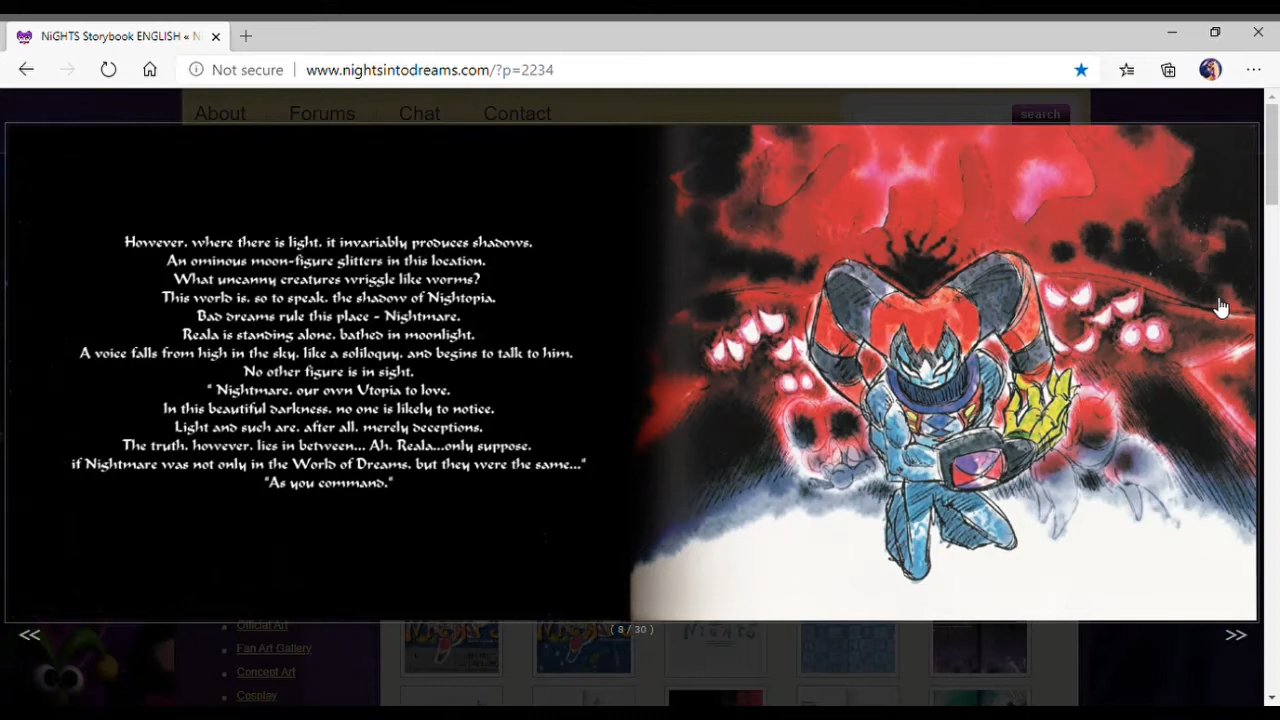 NiGHTS Storybook ENGLISH « N
Not secure
www.nightsintodreams.com/?p=2234
About Forums Chat Contact
search
However, where there is light, it invariably produces shadows.
An ominous moon-figure glitters in this location.
What uncanny creatures wriggle like worms?
This world is, so to speak, the shadow of Nightopia.
Bad dreams rule this place - Nightmare.
Reala is standing alone, bathed in moonlight.
A voice falls from high in the sky, like a soliloquy, and begins to talk to him.
No other figure is in sight.
" Nightmare, our own Utopia to love.
In this beautiful darkness, no one is likely to notice.
Light and such are, after all, merely deceptions.
The truth, however, lies in between... Ah, Reala...only suppose,
if Nightmare was not only in the World of Dreams, but they were the same..."
"As you command."
<< ( 9 / 30 ) >>
Official Art
Fan Art Gallery
Concept Art
Cosplay